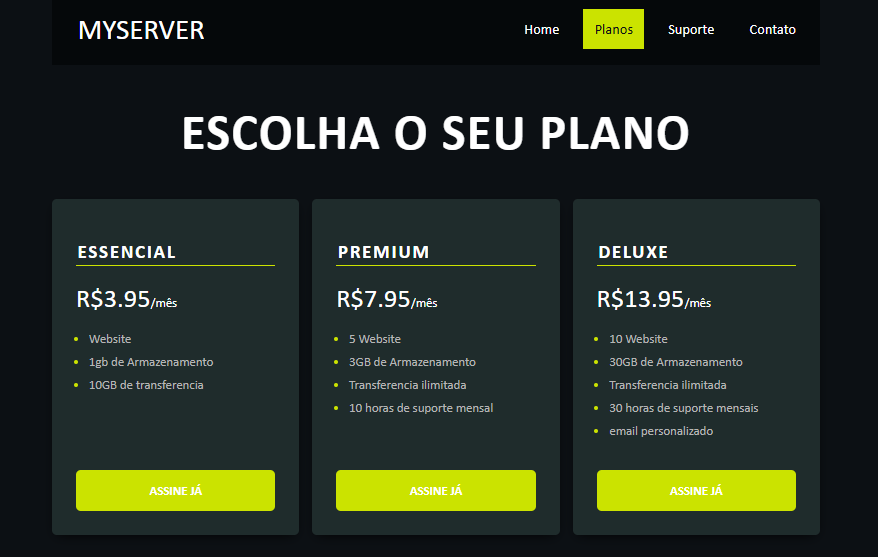 MYSERVER
Home Planos Suporte Contato
ESCOLHA O SEU PLANO
ESSENCIAL
R$3.95/mês
Website
1gb de Armazenamento
10GB de transferencia
ASSINE JÁ
PREMIUM
R$7.95/mês
5 Website
3GB de Armazenamento
Transferencia ilimitada
10 horas de suporte mensal
ASSINE JÁ
DELUXE
R$13.95/mês
10 Website
30GB de Armazenamento
Transferencia ilimitada
30 horas de suporte mensais
email personalizado
ASSINE JÁ